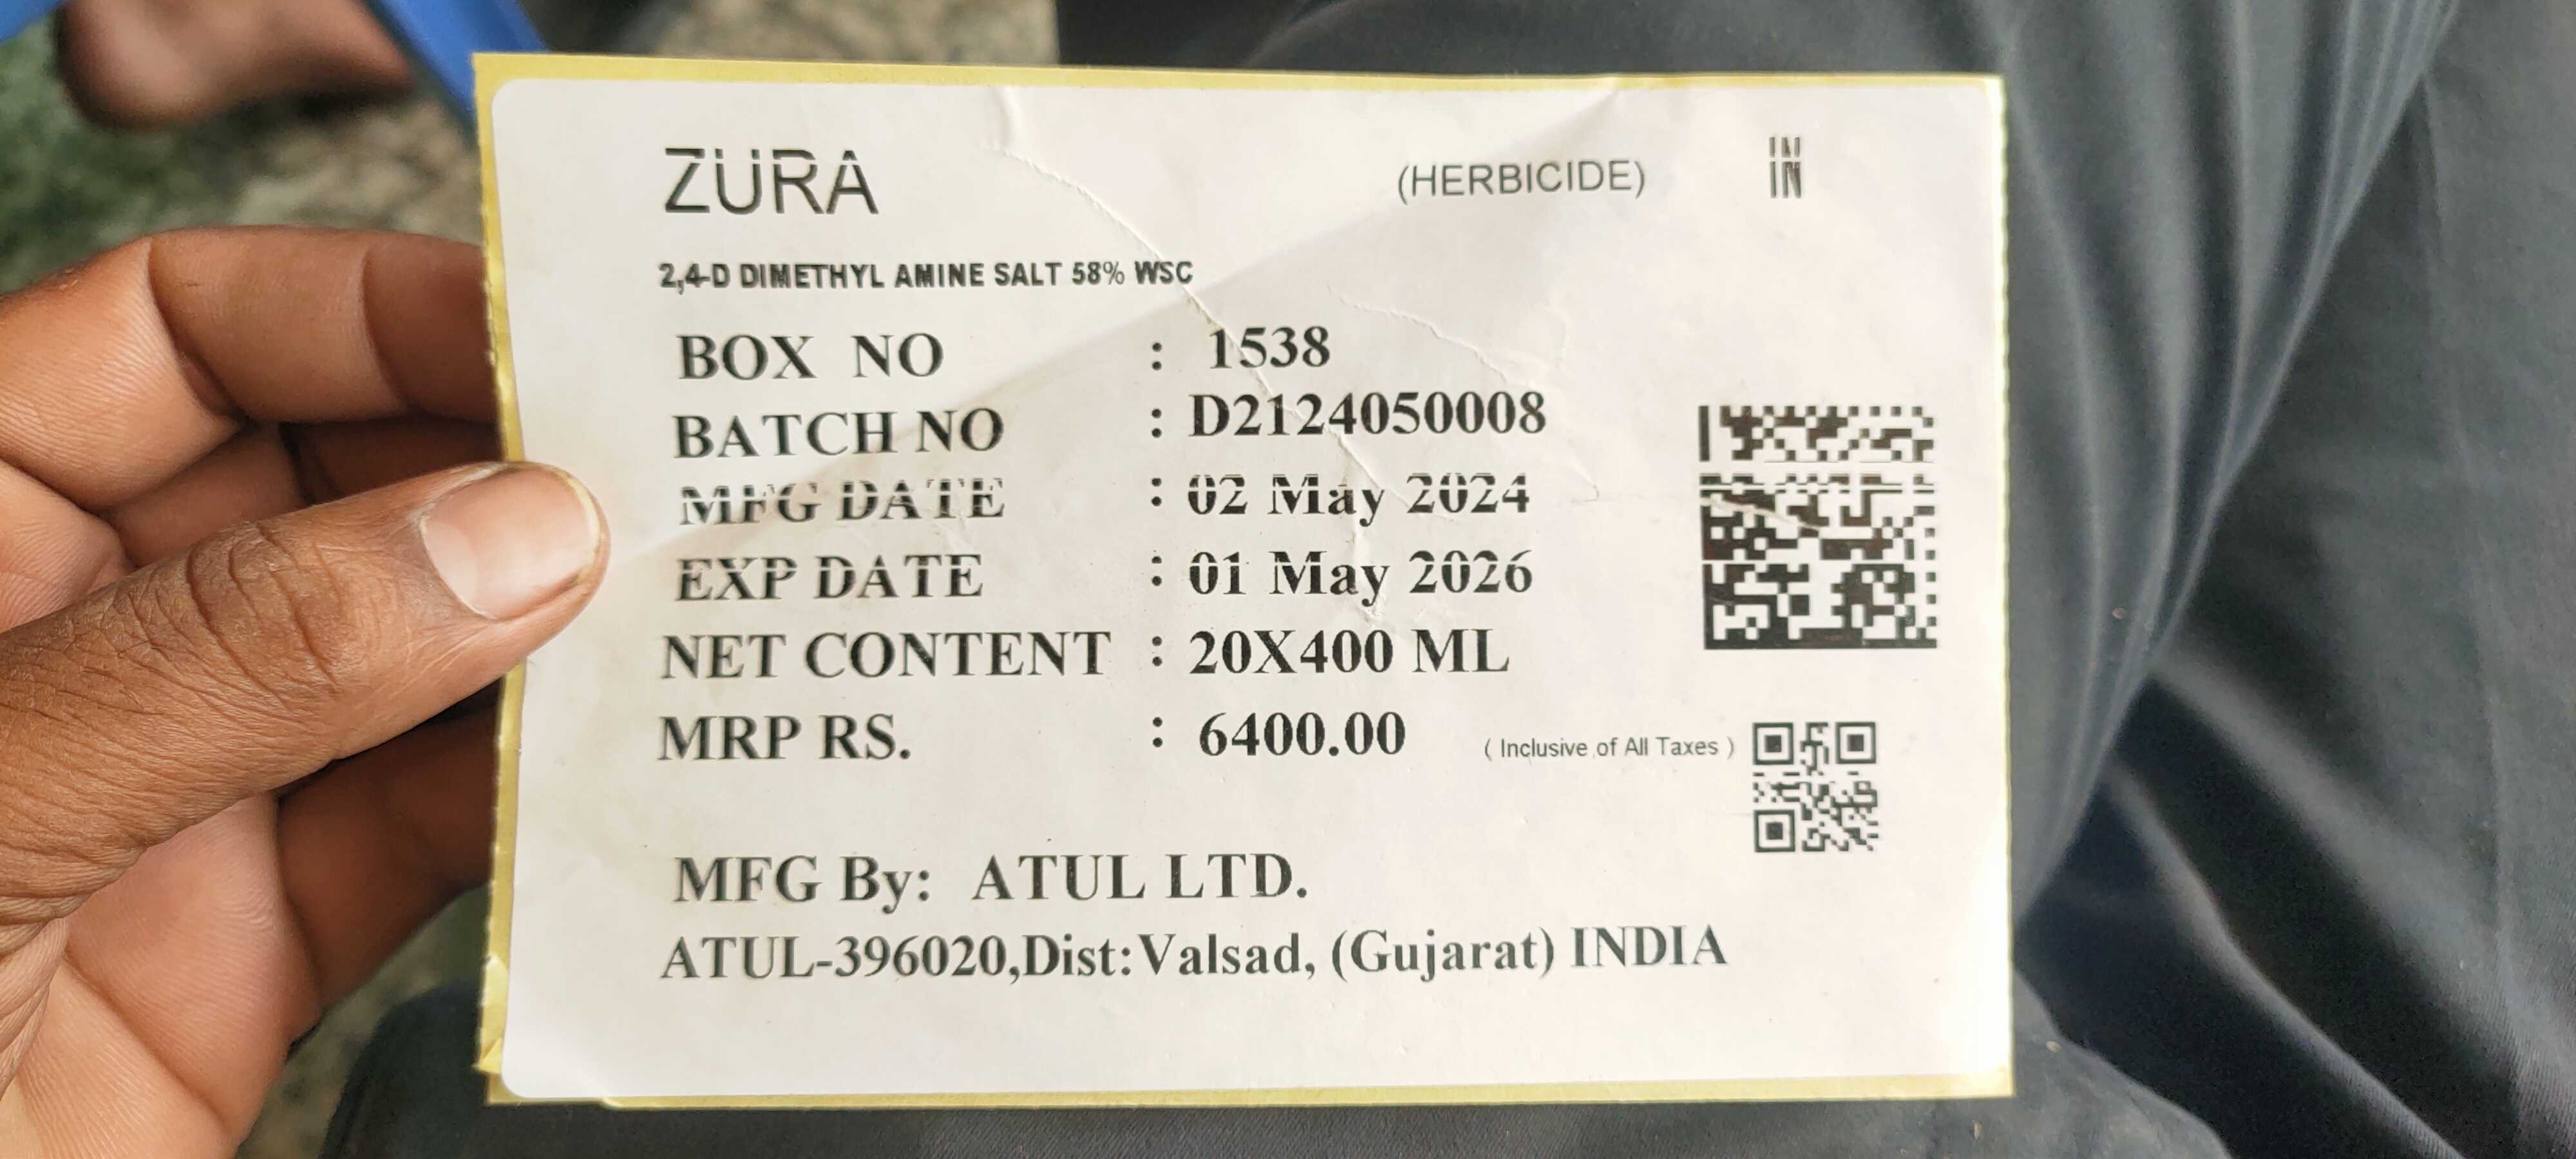 ZURA (HERBICIDE) IN
2,4-D DIMETHYL AMINE SALT 58% WSC
BOX NO : 1538
BATCH NO : D2124050008
MFG DATE : 02 May 2024
EXP DATE : 01 May 2026
NET CONTENT : 20X400 ML
MRP RS. : 6400.00 ( Inclusive of All Taxes )
MFG By: ATUL LTD.
ATUL-396020,Dist:Valsad, (Gujarat) INDIA